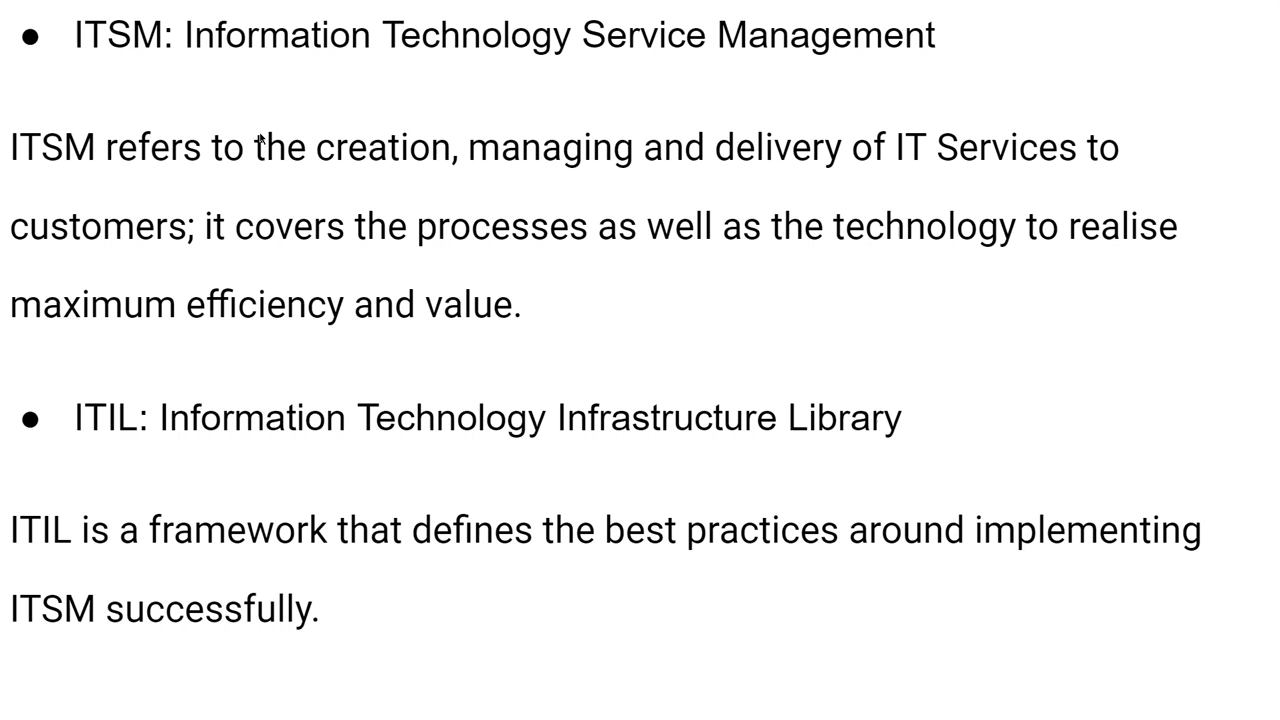 ● ITSM: Information Technology Service Management
ITSM refers to the creation, managing and delivery of IT Services to
customers; it covers the processes as well as the technology to realise
maximum efficiency and value.
● ITIL: Information Technology Infrastructure Library
ITIL is a framework that defines the best practices around implementing
ITSM successfully.